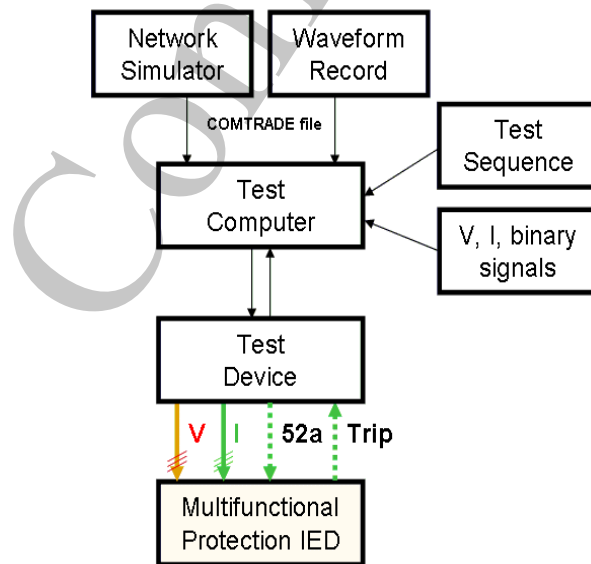 Network
Simulator
Waveform
Record
COMTRADE file
Test
Sequence
Test
Computer
V, I, binary
signals
Test
Device
V
I
52a
Trip
Multifunctional
Protection IED